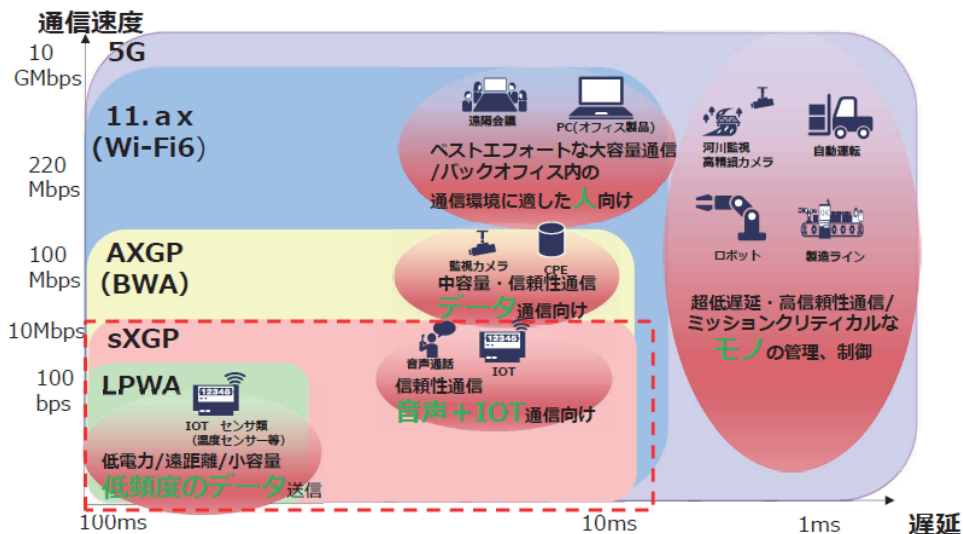 通信速度
10
GMbps
5G
11.ax
(Wi-Fi6)
遠隔会議
PC(オフィス製品)
ベストエフォートな大容量通信
/バックオフィス内の
通信環境に適した人向け
河川監視
高精細カメラ
自動運転
220
Mbps
ロボット
製造ライン
100
Mbps
AXGP
(BWA)
監視カメラ
CPE
中容量・信頼性通信
データ通信向け
超低遅延・高信頼性通信/
ミッションクリティカルな
モノの管理、制御
10Mbps
sXGP
12345
音声通話
IOT
信頼性通信
音声+IOT通信向け
100
bps
LPWA
12345
IOT センサ類
(温度センサー等)
低電力/遠距離/小容量
低頻度のデータ送信
100ms
10ms
1ms
遅延